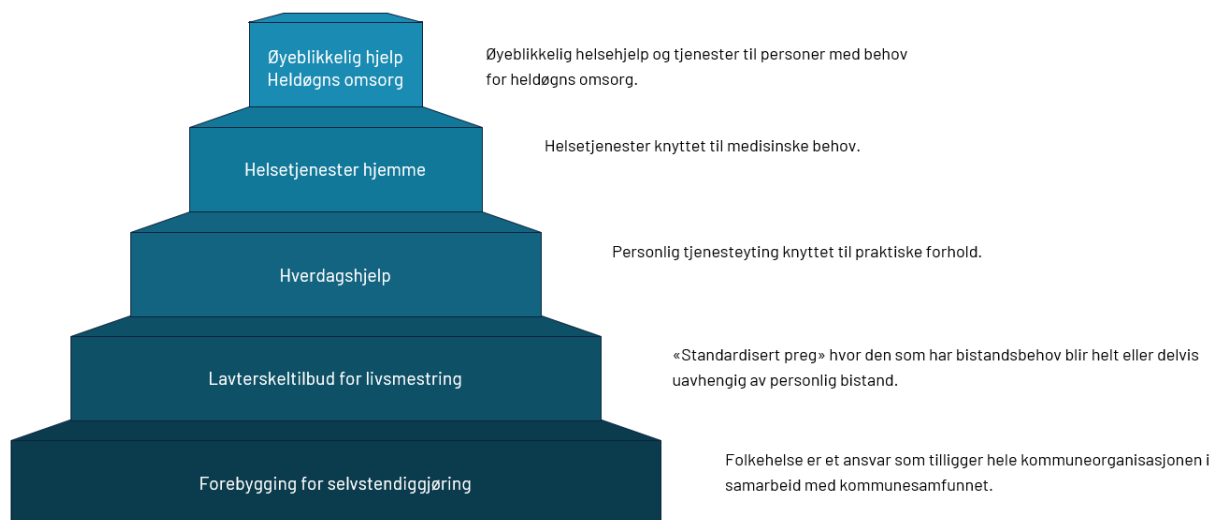 Øyeblikkelig hjelp
Heldøgns omsorg
Øyeblikkelig helsehjelp og tjenester til personer med behov
for heldøgns omsorg.
Helsetjenester hjemme
Helsetjenester knyttet til medisinske behov.
Hverdagshjelp
Personlig tjenesteyting knyttet til praktiske forhold.
Lavterskeltilbud for livsmestring
«Standardisert preg» hvor den som har bistandsbehov blir helt eller delvis
uavhengig av personlig bistand.
Forebygging for selvstendiggjøring
Folkehelse er et ansvar som tilligger hele kommuneorganisasjonen i
samarbeid med kommunesamfunnet.